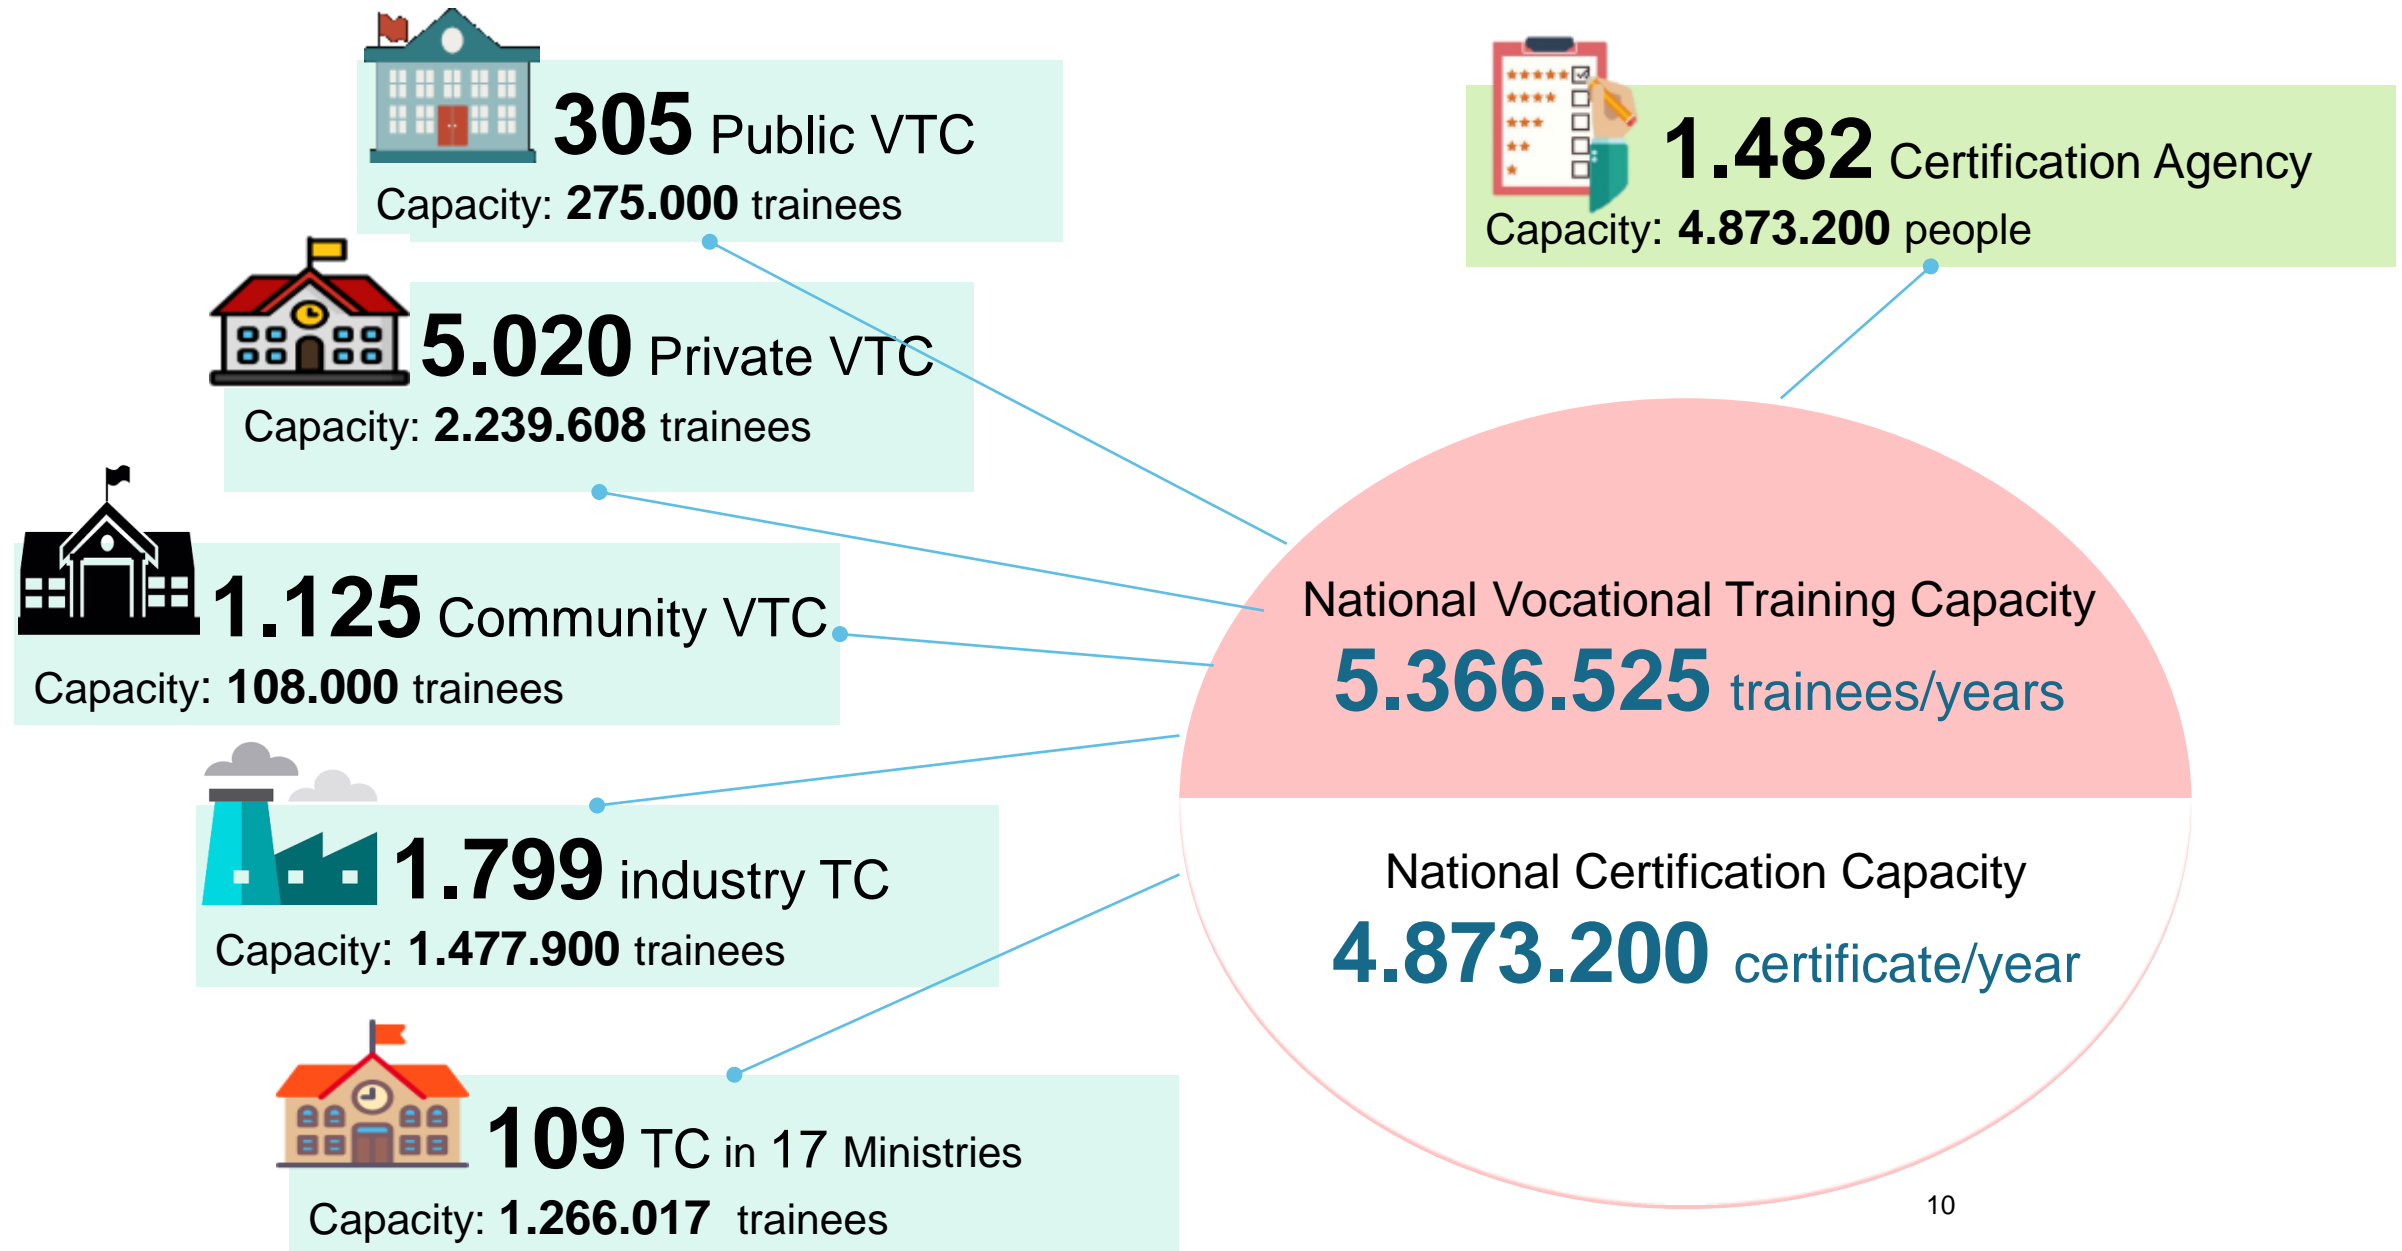 305 Public VTC
Capacity: 275.000 trainees
5.020 Private VTC
Capacity: 2.239.608 trainees
1.125 Community VTC
Capacity: 108.000 trainees
1.799 industry TC
Capacity: 1.477.900 trainees
109 TC in 17 Ministries
Capacity: 1.266.017 trainees
1.482 Certification Agency
Capacity: 4.873.200 people
National Vocational Training Capacity
5.366.525 trainees/years
National Certification Capacity
4.873.200 certificate/year
10